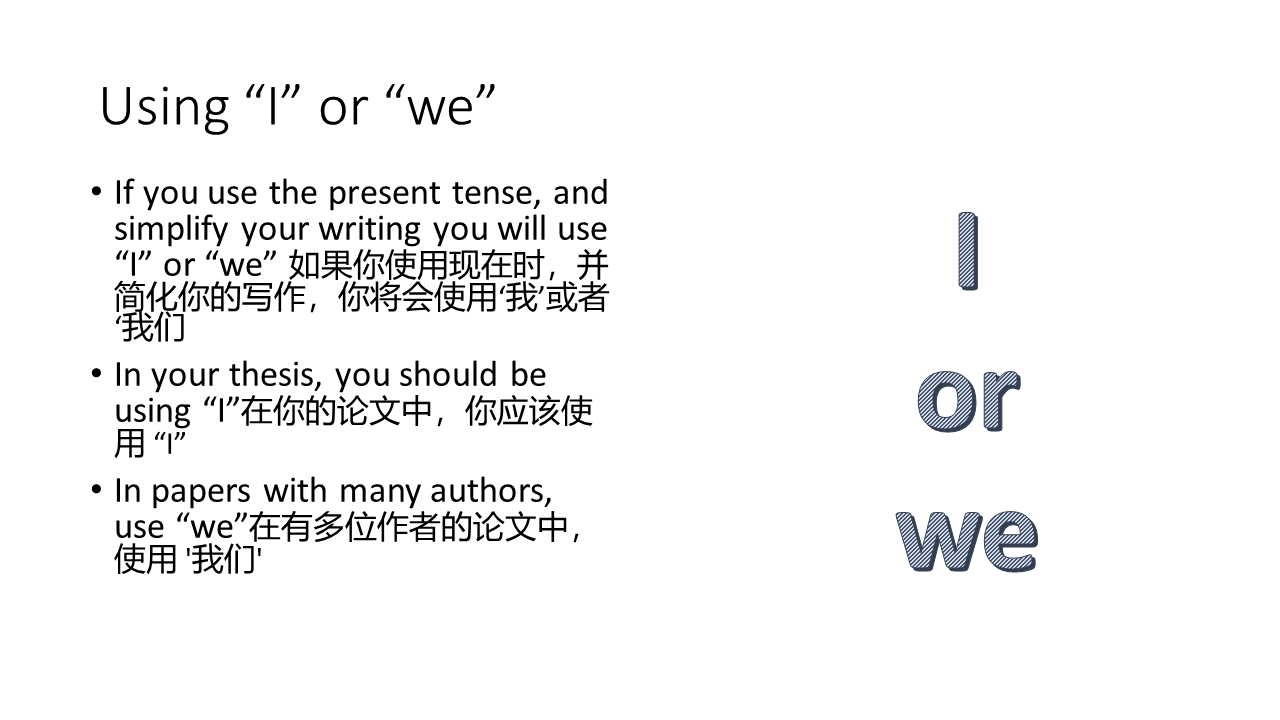 Using “I” or “we”
• If you use the present tense, and
simplify your writing you will use
“I” or “we” 如果你使用现在时，并
简化你的写作，你将会使用‘我’或者
‘我们
• In your thesis, you should be
using “I”在你的论文中，你应该使
用 “I”
• In papers with many authors,
use “we”在有多位作者的论文中，
使用 '我们'
I
or
we